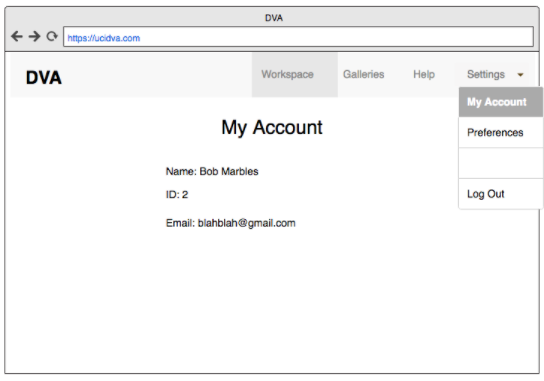 DVA
https://ucidva.com
DVA Workspace Galleries Help Settings
My Account
Preferences
Log Out
My Account
Name: Bob Marbles
ID: 2
Email: blahblah@gmail.com